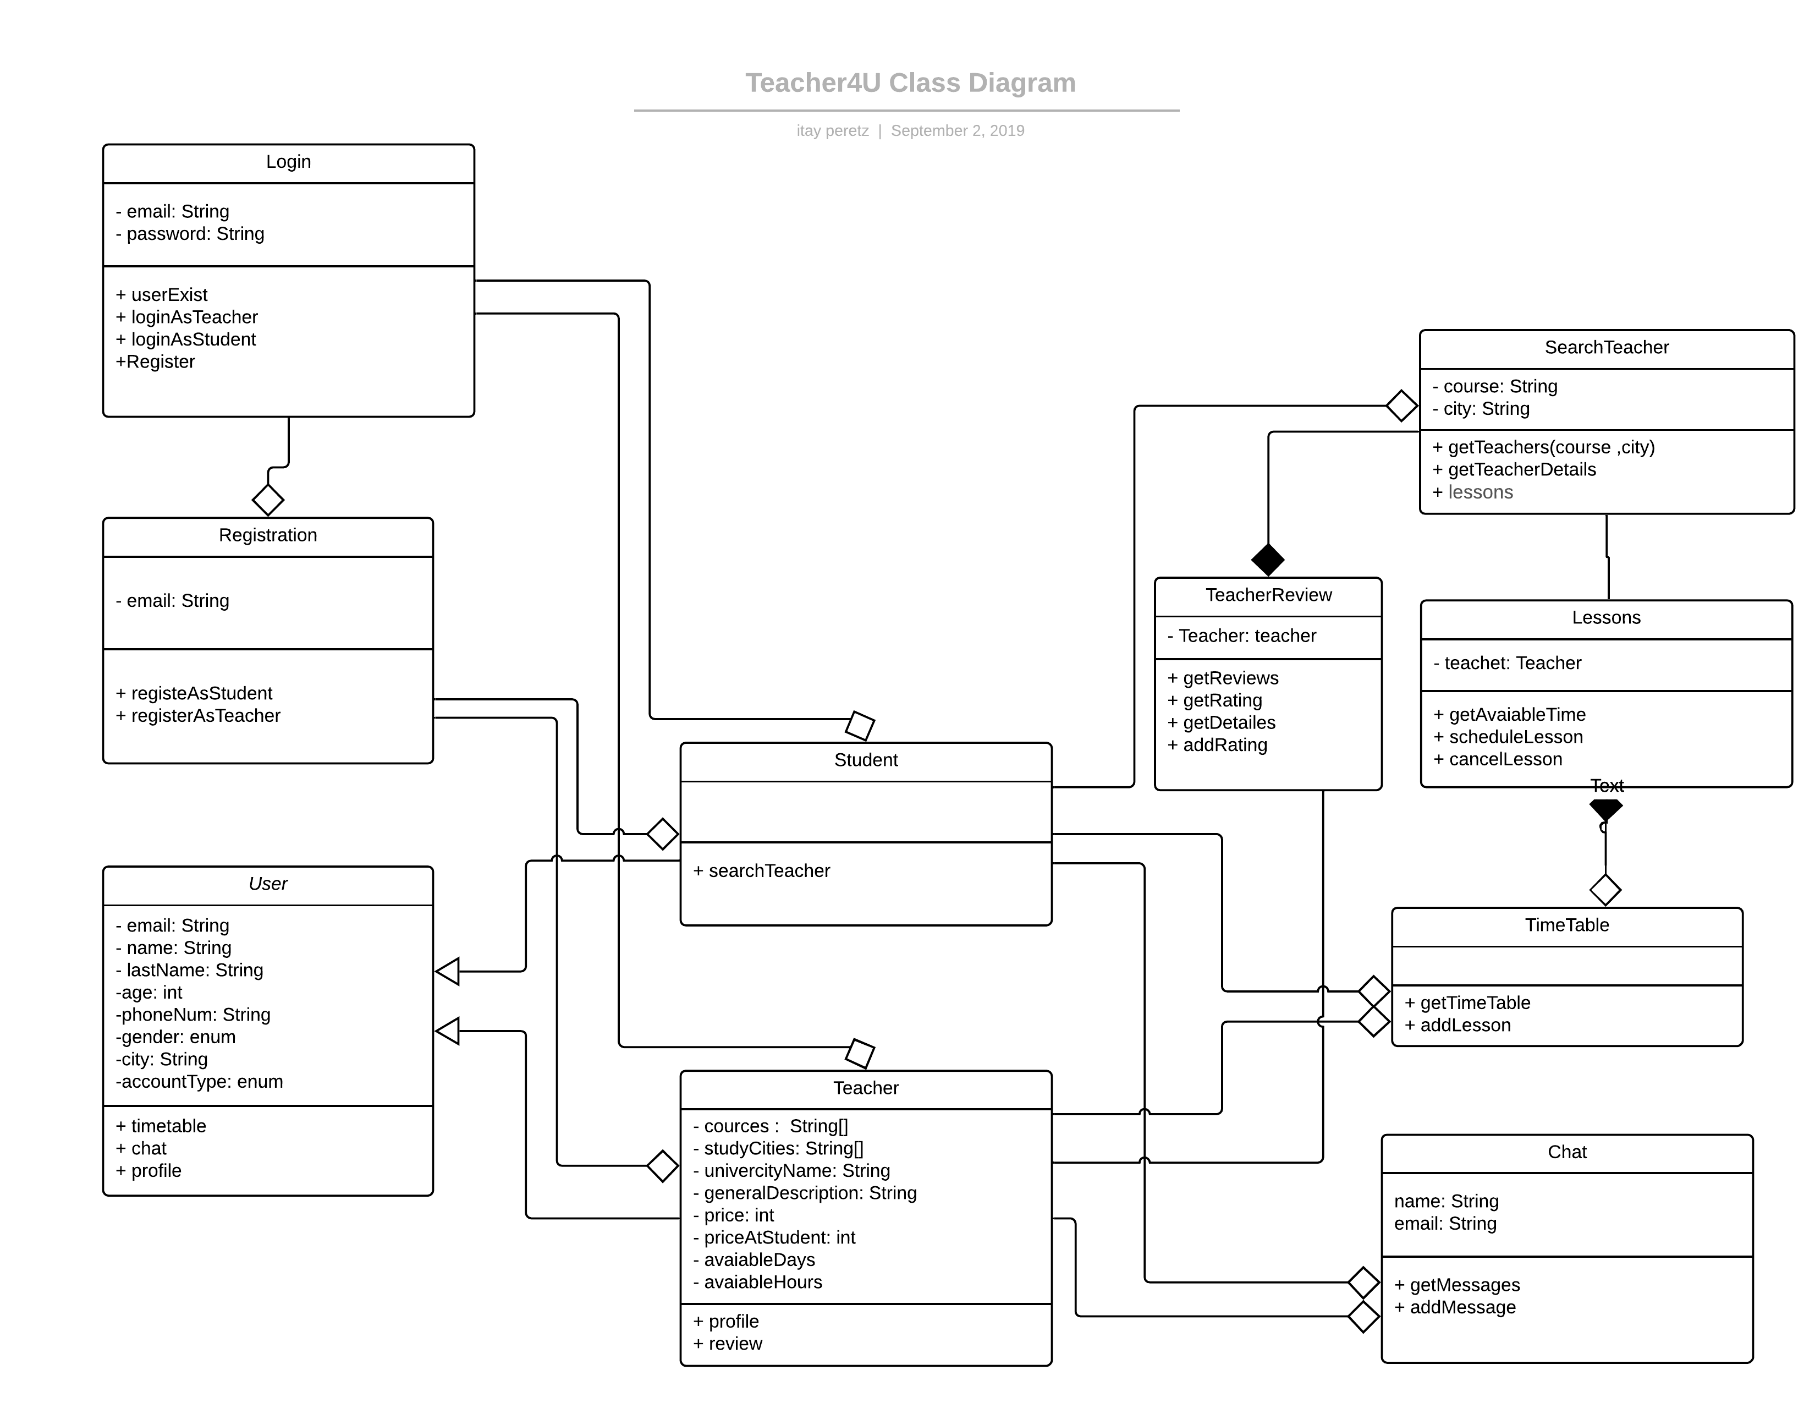 Teacher4U Class Diagram
itay peretz | September 2, 2019
Login
- email: String
- password: String
+ userExist
+ loginAsTeacher
+ loginAsStudent
+Register
Registration
- email: String
+ registeAsStudent
+ registerAsTeacher
User
- email: String
- name: String
- lastName: String
-age: int
-phoneNum: String
-gender: enum
-city: String
-accountType: enum
+ timetable
+ chat
+ profile
Student
+ searchTeacher
Teacher
- cources :  String[]
- studyCities: String[]
- univercityName: String
- generalDescription: String
- price: int
- priceAtStudent: int
- avaiableDays
- avaiableHours
+ profile
+ review
SearchTeacher
- course: String
- city: String
+ getTeachers(course ,city)
+ getTeacherDetails
+ lessons
TeacherReview
- Teacher: teacher
+ getReviews
+ getRating
+ getDetailes
+ addRating
Lessons
- teachet: Teacher
+ getAvaiableTime
+ scheduleLesson
+ cancelLesson
Text
TimeTable
+ getTimeTable
+ addLesson
Chat
name: String
email: String
+ getMessages
+ addMessage